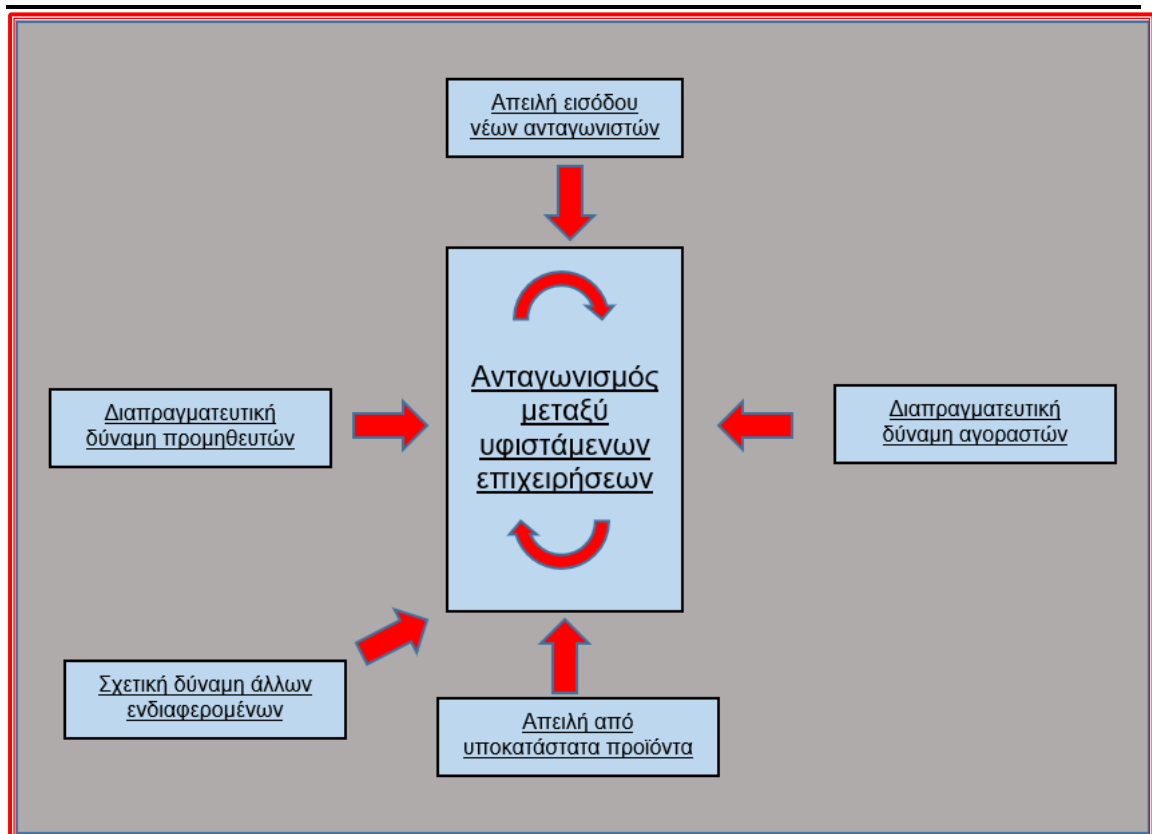 Απειλή εισόδου
νέων ανταγωνιστών
Ανταγωνισμός
μεταξύ
υφιστάμενων
επιχειρήσεων
Διαπραγματευτική
δύναμη προμηθευτών
Διαπραγματευτική
δύναμη αγοραστών
Σχετική δύναμη άλλων
ενδιαφερομένων
Απειλή από
υποκατάστατα προϊόντα